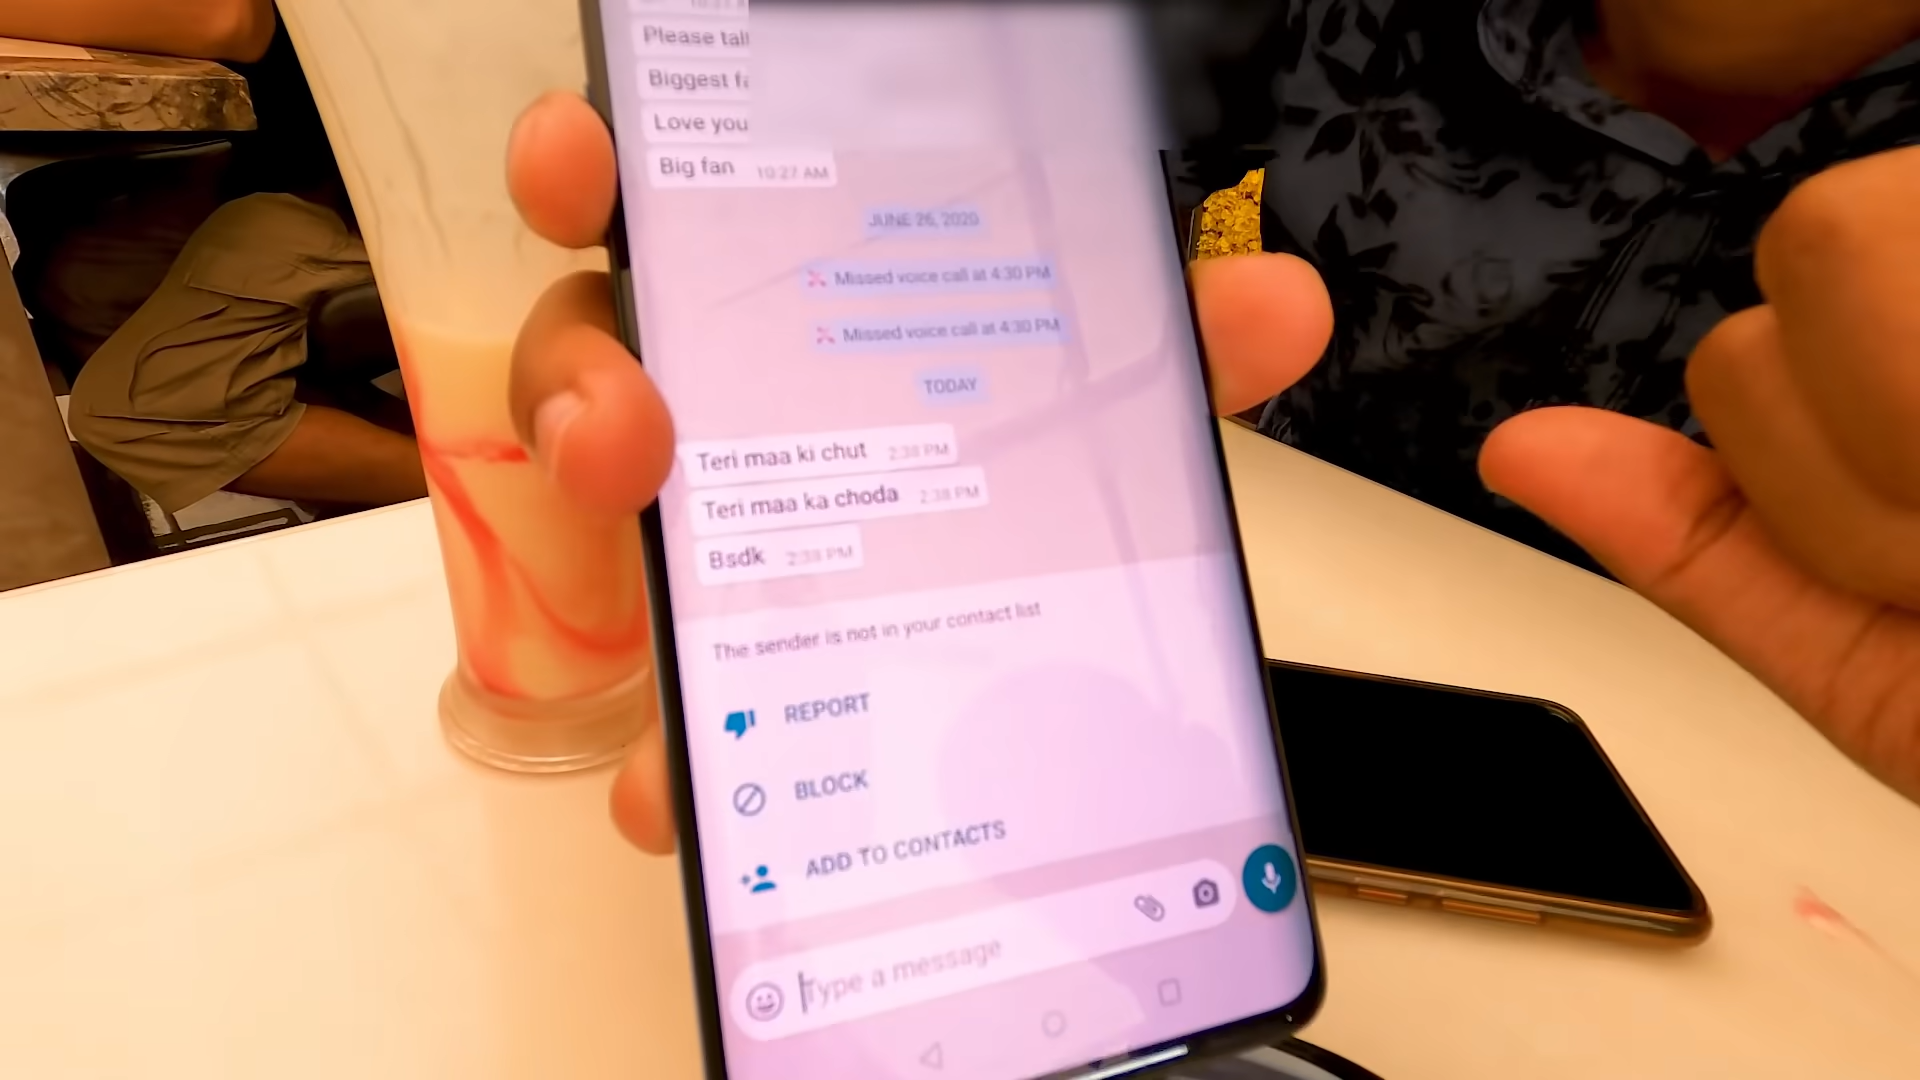 Please
Biggest
Love you
Big fan 10:27 AM
JUNE 26, 2020
Missed voice call at 4:30 PM
Missed voice call at 4:30 PM
TODAY
Teri maa ki chut 2:38 PM
Teri maa ka choda 2:38 PM
Bsdk 2:38 PM
The sender is not in your contact list
REPORT
BLOCK
ADD TO CONTACTS
Type a message